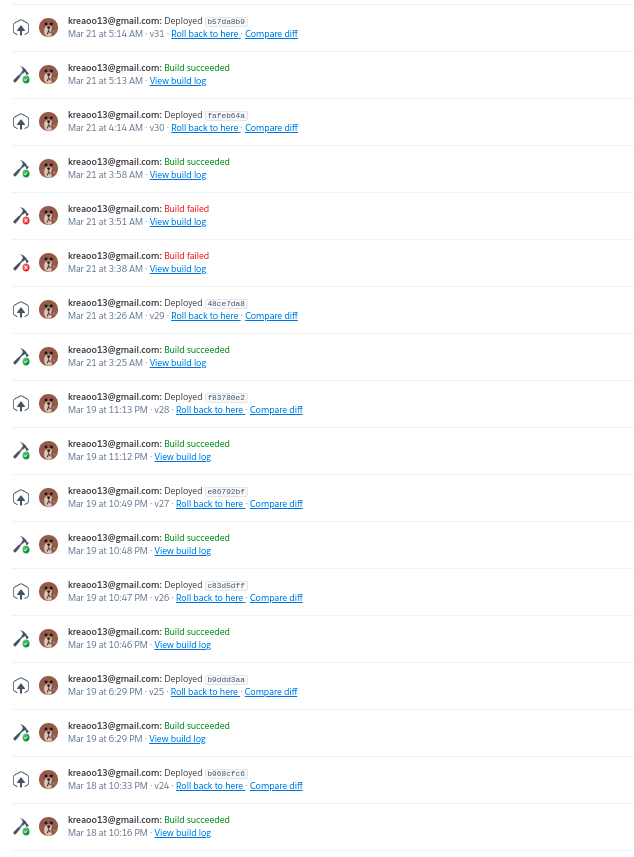 kreaoo13@gmail.com: Deployed b57da8b9
Mar 21 at 5:14 AM · v31 · Roll back to here · Compare diff
kreaoo13@gmail.com: Build succeeded
Mar 21 at 5:13 AM · View build log
kreaoo13@gmail.com: Deployed fafeb64a
Mar 21 at 4:14 AM · v30 · Roll back to here · Compare diff
kreaoo13@gmail.com: Build succeeded
Mar 21 at 3:58 AM · View build log
kreaoo13@gmail.com: Build failed
Mar 21 at 3:51 AM · View build log
kreaoo13@gmail.com: Build failed
Mar 21 at 3:38 AM · View build log
kreaoo13@gmail.com: Deployed 48ce7da8
Mar 21 at 3:26 AM · v29 · Roll back to here · Compare diff
kreaoo13@gmail.com: Build succeeded
Mar 21 at 3:25 AM · View build log
kreaoo13@gmail.com: Deployed f83780e2
Mar 19 at 11:13 PM · v28 · Roll back to here · Compare diff
kreaoo13@gmail.com: Build succeeded
Mar 19 at 11:12 PM · View build log
kreaoo13@gmail.com: Deployed e86792bf
Mar 19 at 10:49 PM · v27 · Roll back to here · Compare diff
kreaoo13@gmail.com: Build succeeded
Mar 19 at 10:48 PM · View build log
kreaoo13@gmail.com: Deployed c83d5dff
Mar 19 at 10:47 PM · v26 · Roll back to here · Compare diff
kreaoo13@gmail.com: Build succeeded
Mar 19 at 10:46 PM · View build log
kreaoo13@gmail.com: Deployed b9ddd3aa
Mar 19 at 6:29 PM · v25 · Roll back to here · Compare diff
kreaoo13@gmail.com: Build succeeded
Mar 19 at 6:29 PM · View build log
kreaoo13@gmail.com: Deployed b968cfc6
Mar 18 at 10:33 PM · v24 · Roll back to here · Compare diff
kreaoo13@gmail.com: Build succeeded
Mar 18 at 10:16 PM · View build log